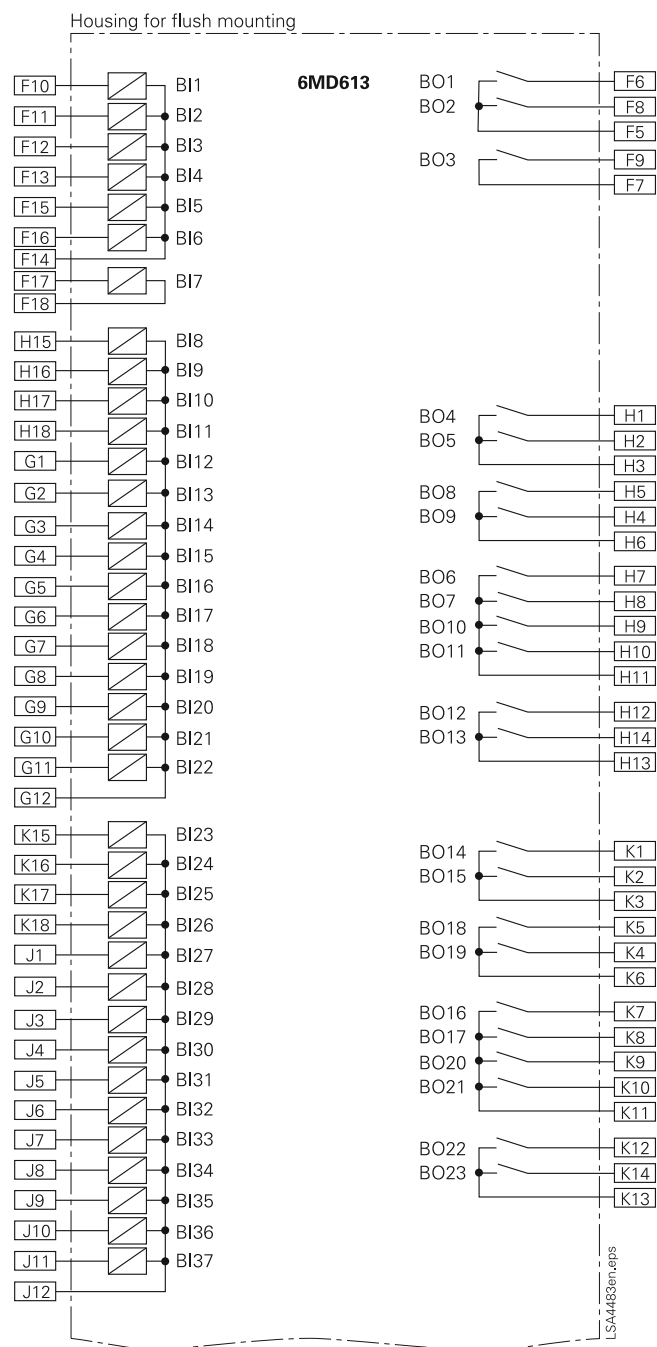 Housing for flush mounting
6MD613
F10 BI1 BO1 F6
F11 BI2 BO2 F8
F12 BI3 F5
F13 BI4 BO3 F9
F15 BI5 F7
F16 BI6
F14
F17 BI7
F18
H15 BI8
H16 BI9
H17 BI10
H18 BI11 BO4 H1
G1 BI12 BO5 H2
H3
G2 BI13 BO8 H5
G3 BI14 BO9 H4
G4 BI15 H6
G5 BI16 BO6 H7
G6 BI17 BO7 H8
BO10 H9
G7 BI18 BO11 H10
G8 BI19 H11
G9 BI20 BO12 H12
G10 BI21 BO13 H14
G11 BI22 H13
G12
K15 BI23
K16 BI24 BO14 K1
K17 BI25 BO15 K2
K3
K18 BI26 BO18 K5
J1 BI27 BO19 K4
J2 BI28 K6
J3 BI29 BO16 K7
J4 BI30 BO17 K8
BO20 K9
J5 BI31 BO21 K10
J6 BI32 K11
J7 BI33 BO22 K12
J8 BI34 BO23 K14
J9 BI35 K13
J10 BI36
J11 BI37
J12
LSA4483en.eps